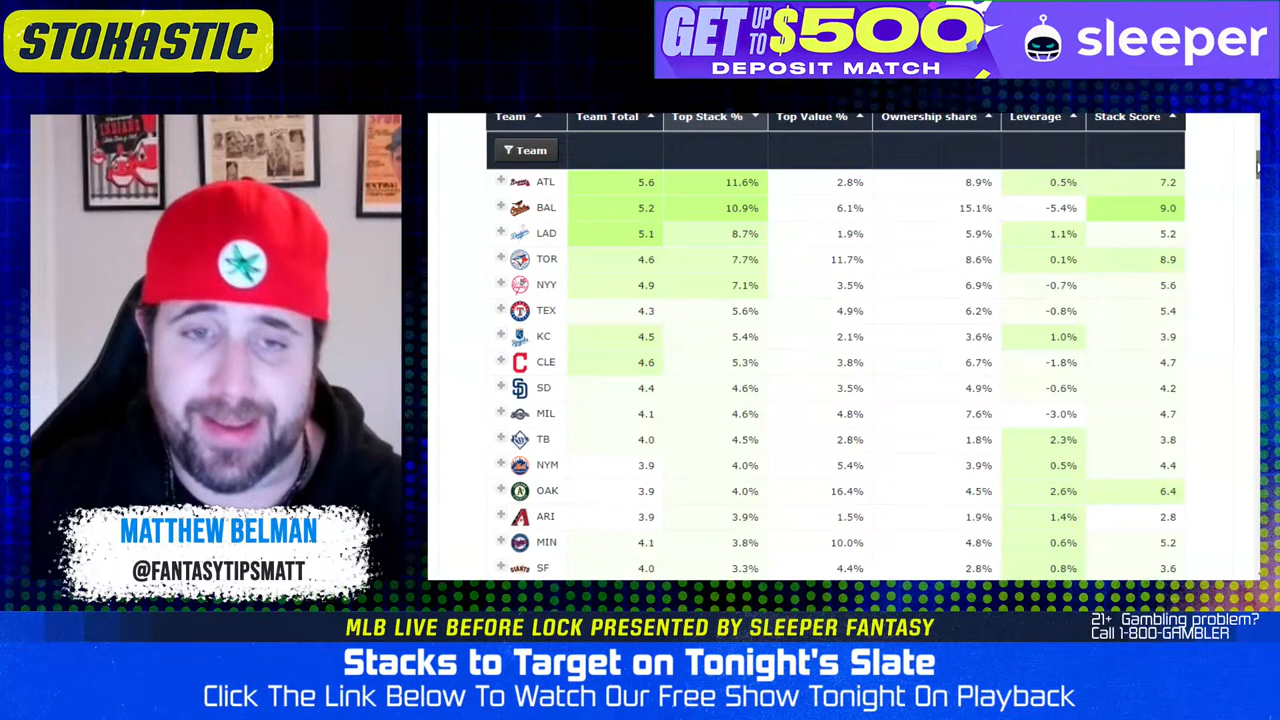 STOKASTIC
GET UP TO $500
DEPOSIT MATCH
sleeper
INDIANS
Team Team Total Top Stack % Top Value % Ownership share Leverage Stack Score
Team
ATL 5.6 11.6% 2.8% 8.9% 0.5% 7.2
BAL 5.2 10.9% 6.1% 15.1% -5.4% 9.0
LAD 5.1 8.7% 1.9% 5.9% 1.1% 5.2
TOR 4.6 7.7% 11.7% 8.6% 0.1% 8.9
NYY 4.9 7.1% 3.5% 6.9% -0.7% 5.6
TEX 4.3 5.6% 4.9% 6.2% -0.8% 5.4
KC 4.5 5.4% 2.1% 3.6% 1.0% 3.9
CLE 4.6 5.3% 3.8% 6.7% -1.8% 4.7
SD 4.4 4.6% 3.5% 4.9% -0.6% 4.2
MIL 4.1 4.6% 4.8% 7.6% -3.0% 4.7
TB 4.0 4.5% 2.8% 1.8% 2.3% 3.8
NYM 3.9 4.0% 5.4% 3.9% 0.5% 4.4
OAK 3.9 4.0% 16.4% 4.5% 2.6% 6.4
ARI 3.9 3.9% 1.5% 1.9% 1.4% 2.8
MIN 4.1 3.8% 10.0% 4.8% 0.6% 5.2
SF 4.0 3.3% 4.4% 2.8% 0.8% 3.6
MATTHEW BELMAN
@FANTASYTIPSMATT
MLB LIVE BEFORE LOCK PRESENTED BY SLEEPER FANTASY
21+ Gambling problem?
Call 1-800-GAMBLER
Stacks to Target on Tonight's Slate
Click The Link Below To Watch Our Free Show Tonight On Playback